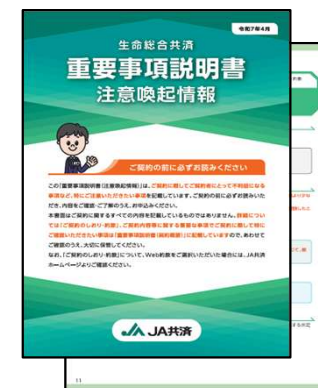 令和7年4月
生命総合共済
重要事項説明書
注意喚起情報
ご契約の前に必ずお読みください
この「重要事項説明書(注意喚起情報)」は、ご契約に際してご契約者にとって不利益になる
事項など、特にご注意いただきたい事項を記載しています。ご契約の前に必ずお読みいた
だき、内容をご確認・ご了解のうえ、お申込みください。
本書面はご契約に関するすべての内容を記載しているものではありません。詳細につい
ては「ご契約のしおり・約款」、ご契約内容等に関する重要な事項でご契約に際して特に
ご確認いただきたい事項は「重要事項説明書(契約概要)」に記載していますので、あわせて
ご確認のうえ、大切に保管してください。
なお、「ご契約のしおり・約款」について、Web約款をご選択いただいた場合には、JA共済
ホームページよりご確認ください。
JA共済
11